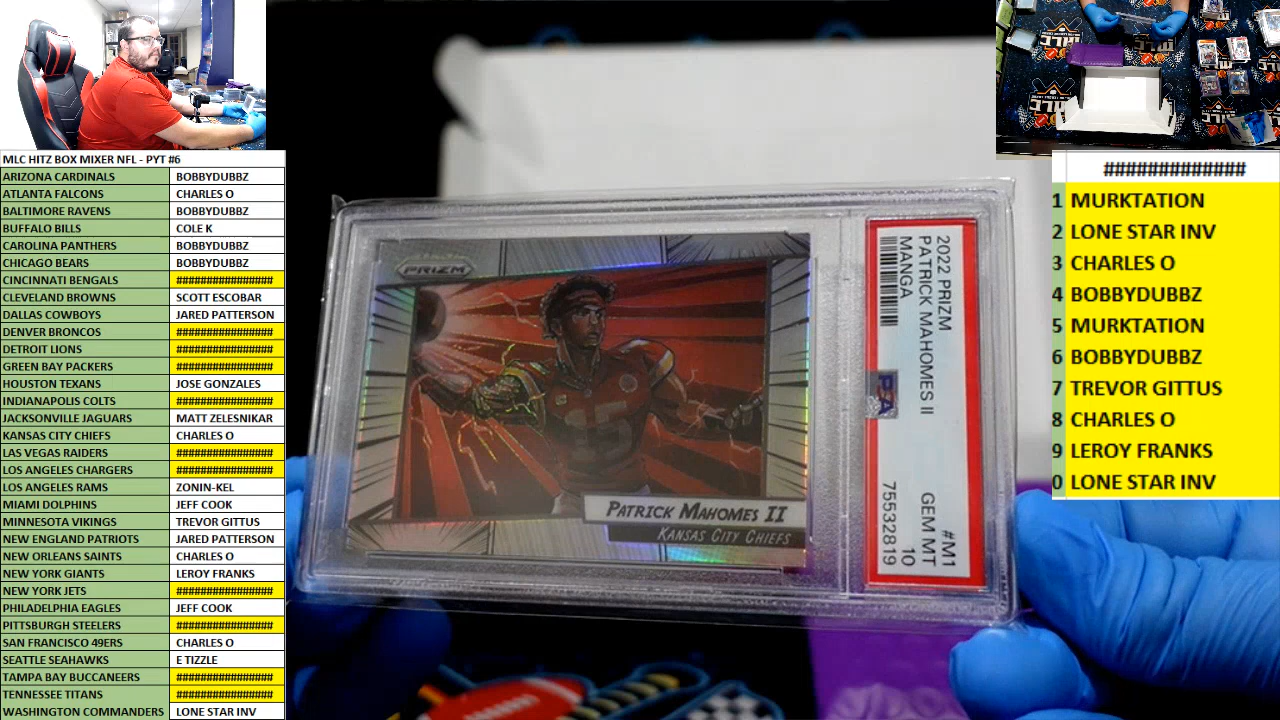 MLC HITZ BOX MIXER NFL - PYT #6
ARIZONA CARDINALS BOBBYDUBBZ
ATLANTA FALCONS CHARLES O
BALTIMORE RAVENS BOBBYDUBBZ
BUFFALO BILLS COLE K
CAROLINA PANTHERS BOBBYDUBBZ
CHICAGO BEARS BOBBYDUBBZ
CINCINNATI BENGALS ################
CLEVELAND BROWNS SCOTT ESCOBAR
DALLAS COWBOYS JARED PATTERSON
DENVER BRONCOS ################
DETROIT LIONS ################
GREEN BAY PACKERS ################
HOUSTON TEXANS JOSE GONZALES
INDIANAPOLIS COLTS ################
JACKSONVILLE JAGUARS MATT ZELESNIKAR
KANSAS CITY CHIEFS CHARLES O
LAS VEGAS RAIDERS ################
LOS ANGELES CHARGERS ################
LOS ANGELES RAMS ZONIN-KEL
MIAMI DOLPHINS JEFF COOK
MINNESOTA VIKINGS TREVOR GITTUS
NEW ENGLAND PATRIOTS JARED PATTERSON
NEW ORLEANS SAINTS CHARLES O
NEW YORK GIANTS LEROY FRANKS
NEW YORK JETS ################
PHILADELPHIA EAGLES JEFF COOK
PITTSBURGH STEELERS ################
SAN FRANCISCO 49ERS CHARLES O
SEATTLE SEAHAWKS E TIZZLE
TAMPA BAY BUCCANEERS ################
TENNESSEE TITANS ################
WASHINGTON COMMANDERS LONE STAR INV
PRIZM
15
PATRICK MAHOMES II
KANSAS CITY CHIEFS
2022 PRIZM #M1
PATRICK MAHOMES II GEM MT
MANGA 10
75532819
PSA
#############
1 MURKTATION
2 LONE STAR INV
3 CHARLES O
4 BOBBYDUBBZ
5 MURKTATION
6 BOBBYDUBBZ
7 TREVOR GITTUS
8 CHARLES O
9 LEROY FRANKS
0 LONE STAR INV